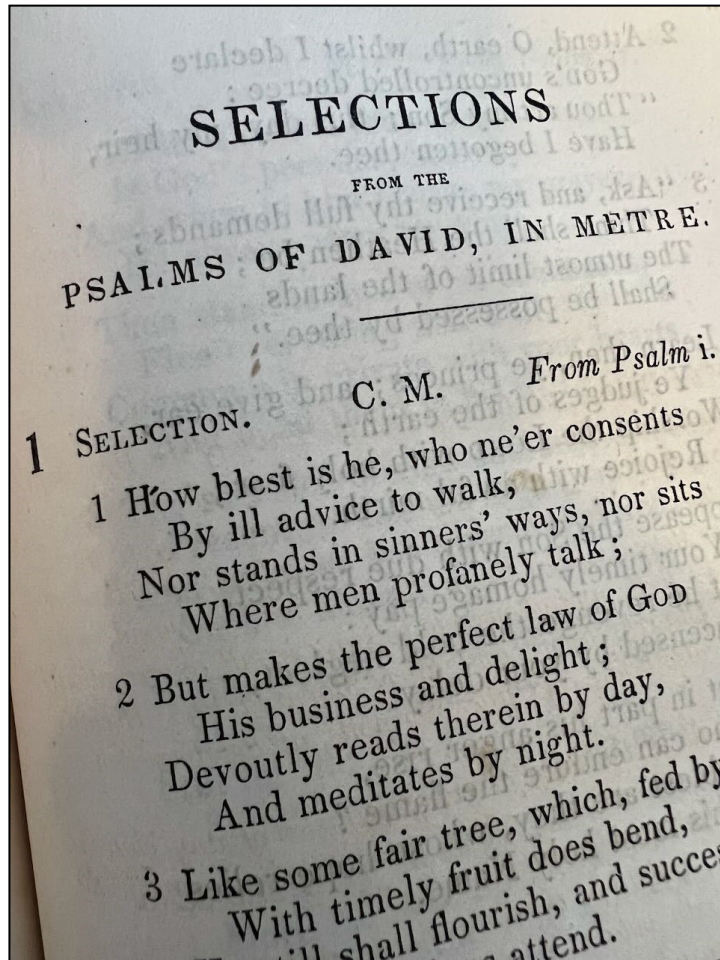 SELECTIONS
FROM THE
PSALMS OF DAVID, IN METRE.
1 SELECTION. C. M. From Psalm i.
1 How blest is he, who ne'er consents
By ill advice to walk,
Nor stands in sinners' ways, nor sits
Where men profanely talk;
2 But makes the perfect law of GOD
His business and delight;
Devoutly reads therein by day,
And meditates by night.
3 Like some fair tree, which, fed by
With timely fruit does bend,
shall flourish, and
attend.